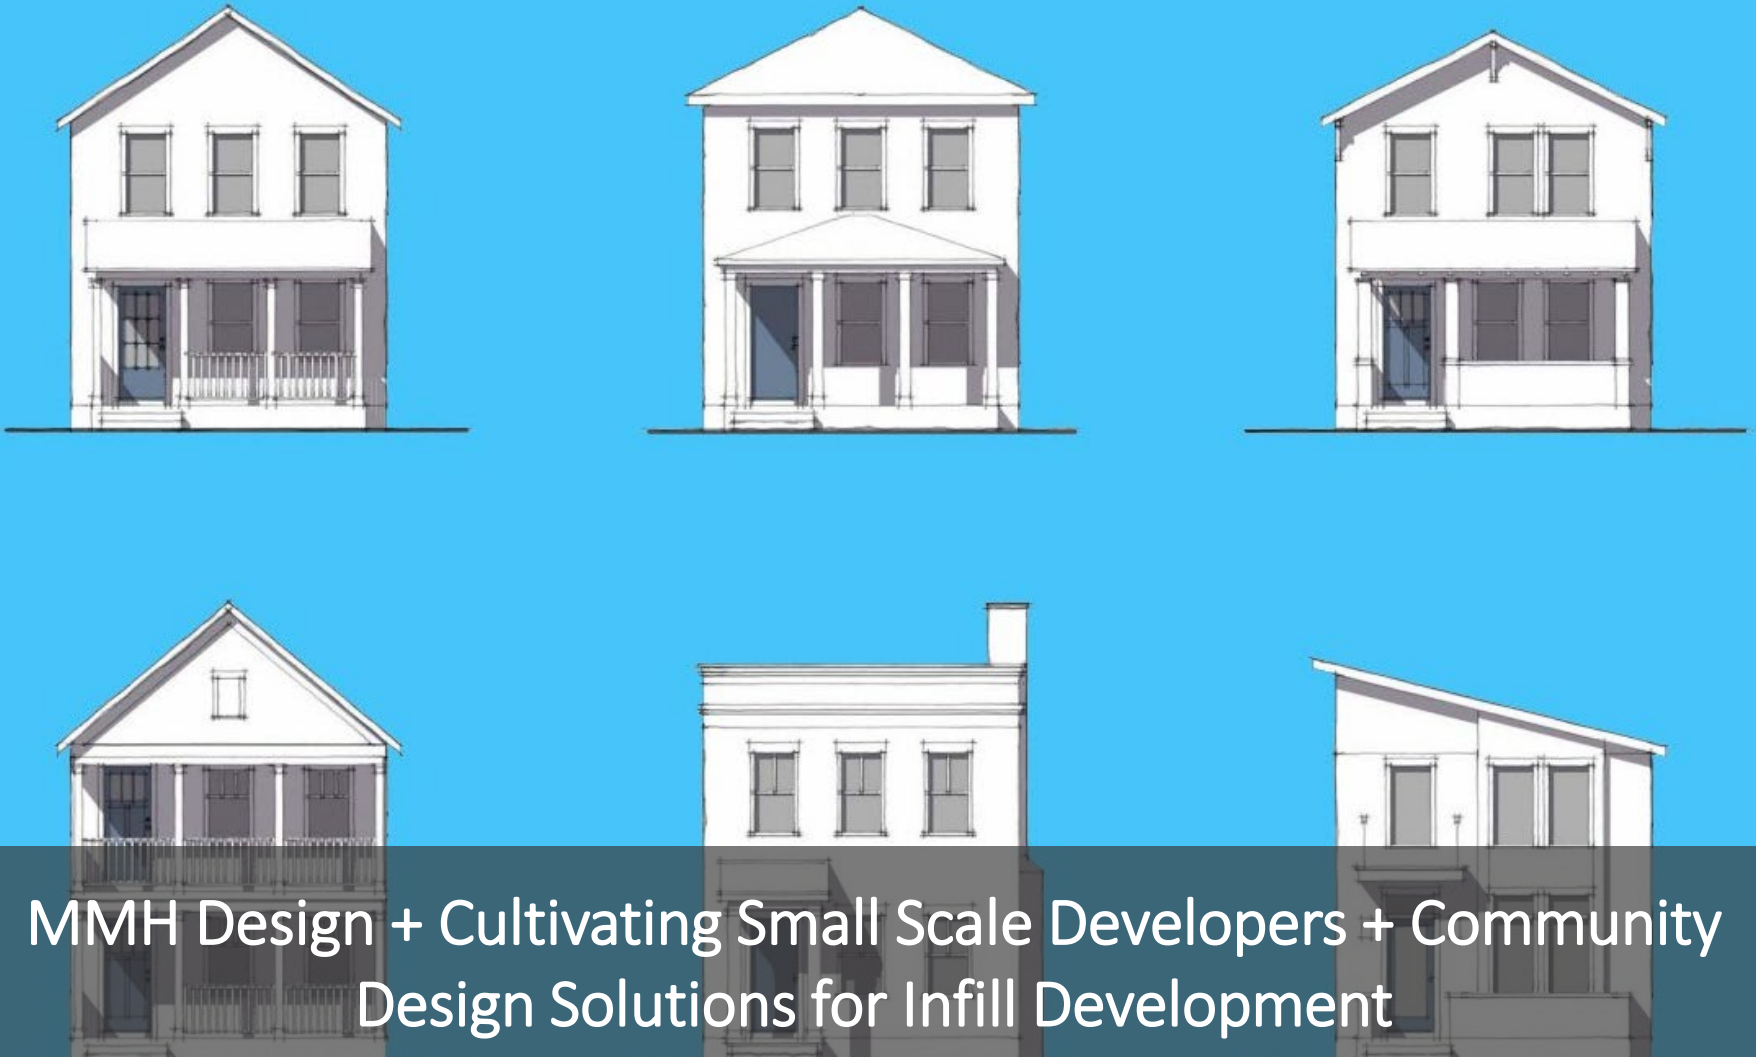 MMH Design + Cultivating Small Scale Developers + Community
Design Solutions for Infill Development